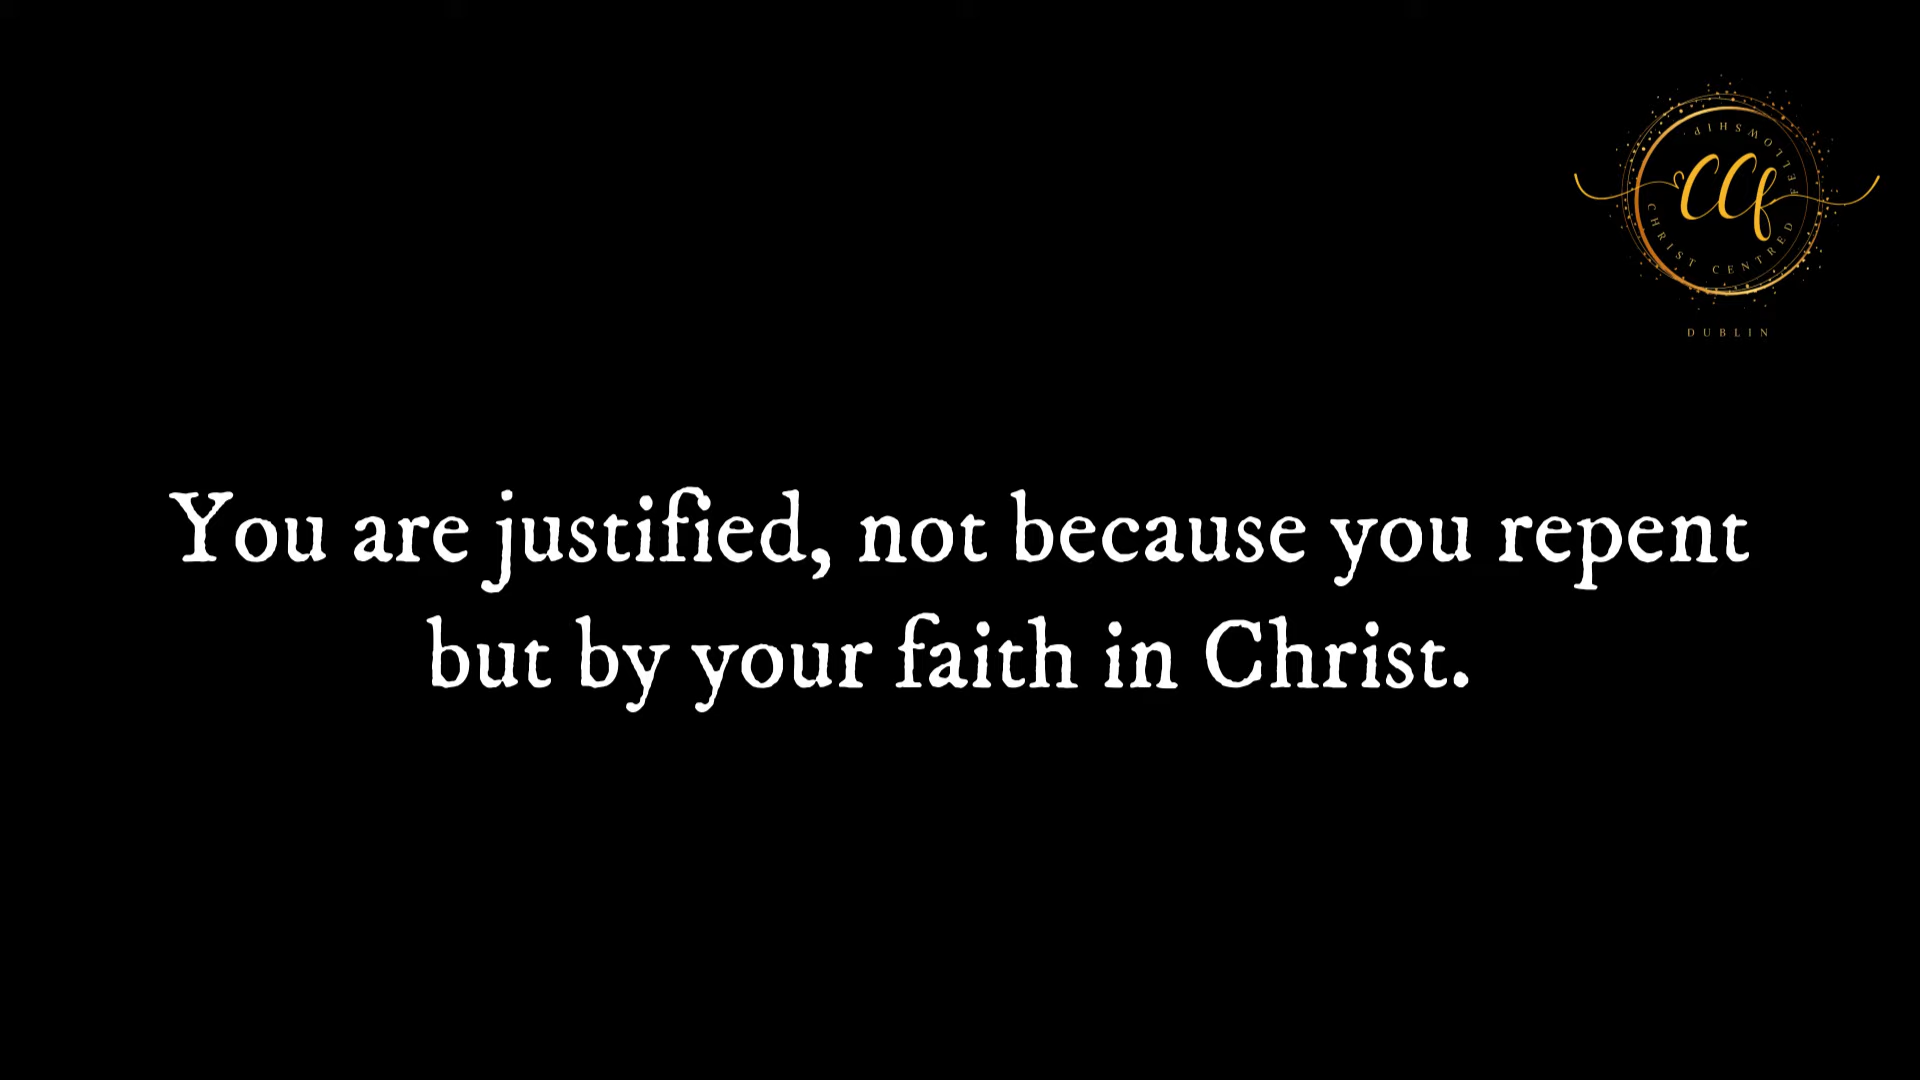 CCf
CHRIST CENTRED FELLOWSHIP
DUBLIN
You are justified, not because you repent
but by your faith in Christ.